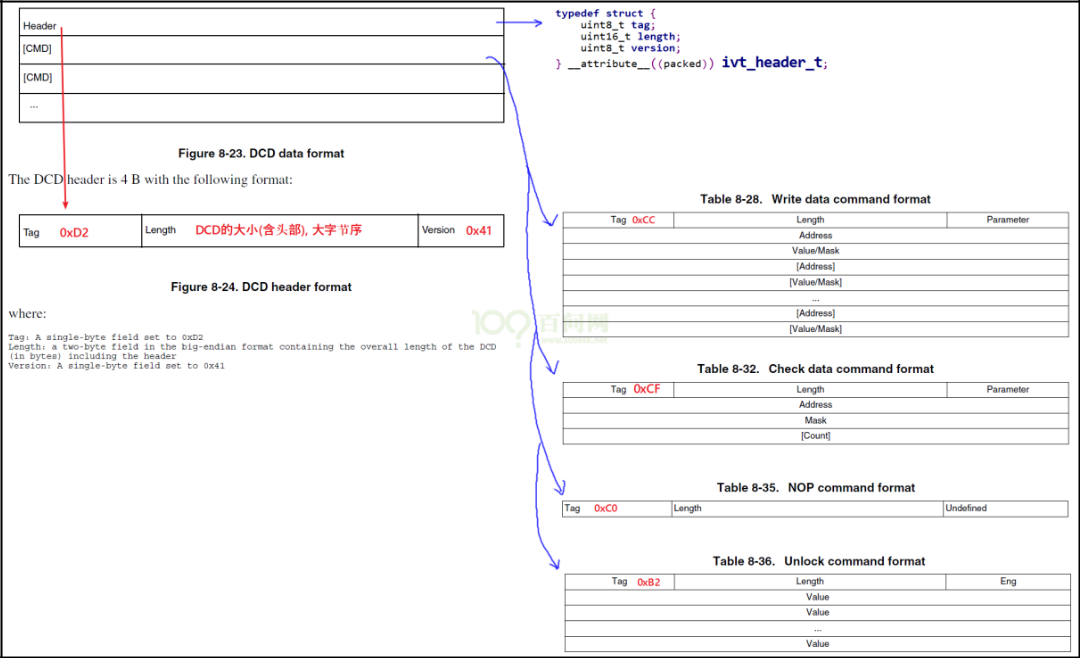 Header
[CMD]
[CMD]
...
Figure 8-23. DCD data format
The DCD header is 4 B with the following format:
Tag 0xD2 Length DCD的大小(含头部), 大字节序 Version 0x41
Figure 8-24. DCD header format
where:
Tag: A single-byte field set to 0xD2
Length: a two-byte field in the big-endian format containing the overall length of the DCD
(in bytes) including the header
Version: A single-byte field set to 0x41
typedef struct {
uint8_t tag;
uint16_t length;
uint8_t version;
} __attribute__((packed)) ivt_header_t;
Table 8-28. Write data command format
Tag 0xCC Length Parameter
Address
Value/Mask
[Address]
[Value/Mask]
...
[Address]
[Value/Mask]
Table 8-32. Check data command format
Tag 0xCF Length Parameter
Address
Mask
[Count]
Table 8-35. NOP command format
Tag 0xC0 Length Undefined
Table 8-36. Unlock command format
Tag 0xB2 Length Eng
Value
Value
...
Value
100 百问网